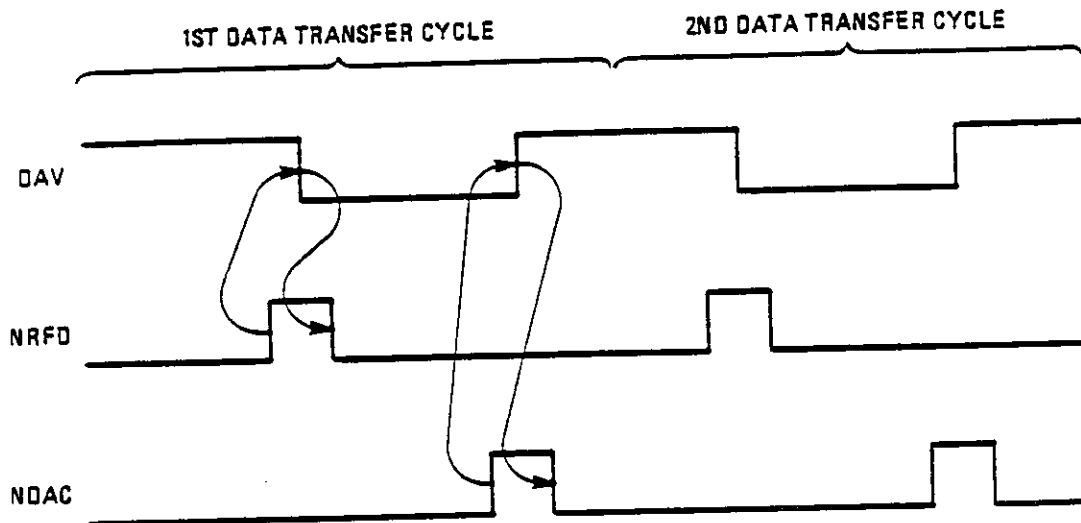 1ST DATA TRANSFER CYCLE
2ND DATA TRANSFER CYCLE
DAV
NRFD
NDAC